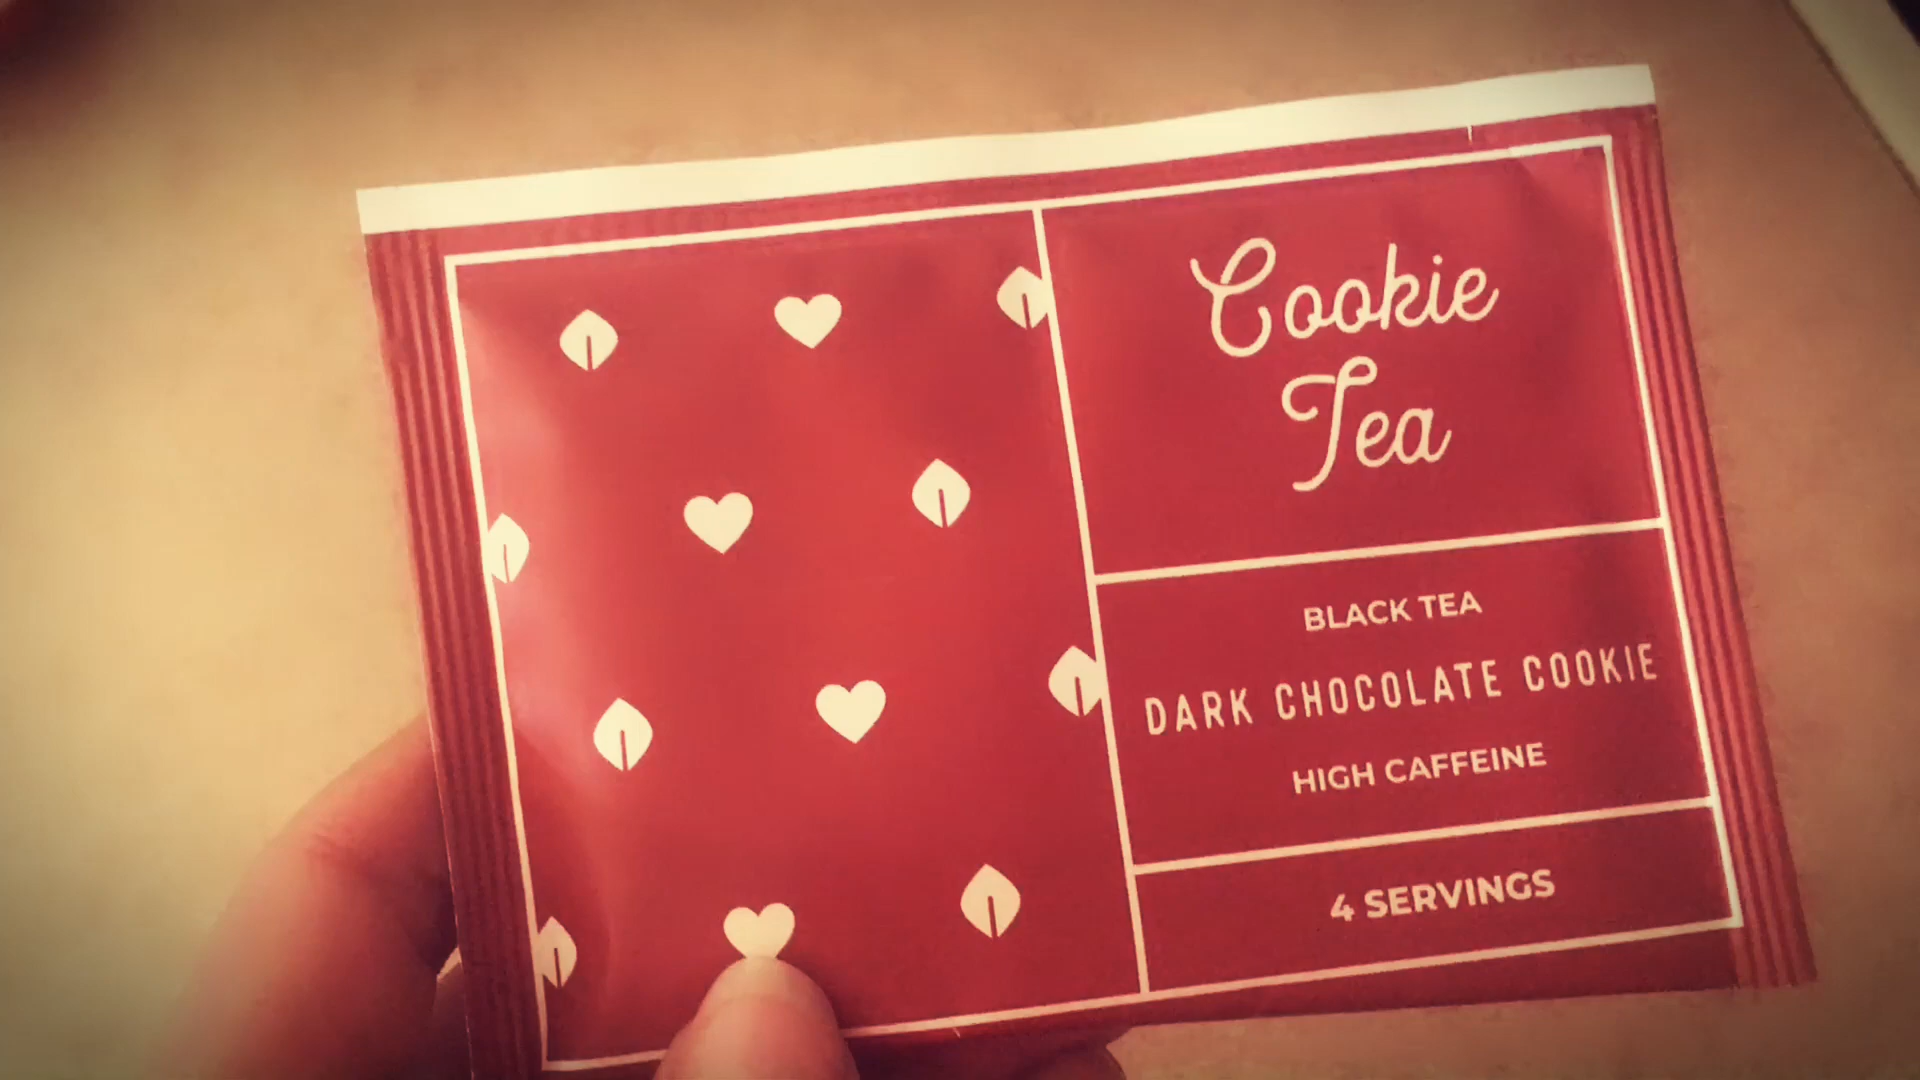 Cookie
Tea
BLACK TEA
DARK CHOCOLATE COOKIE
HIGH CAFFEINE
4 SERVINGS